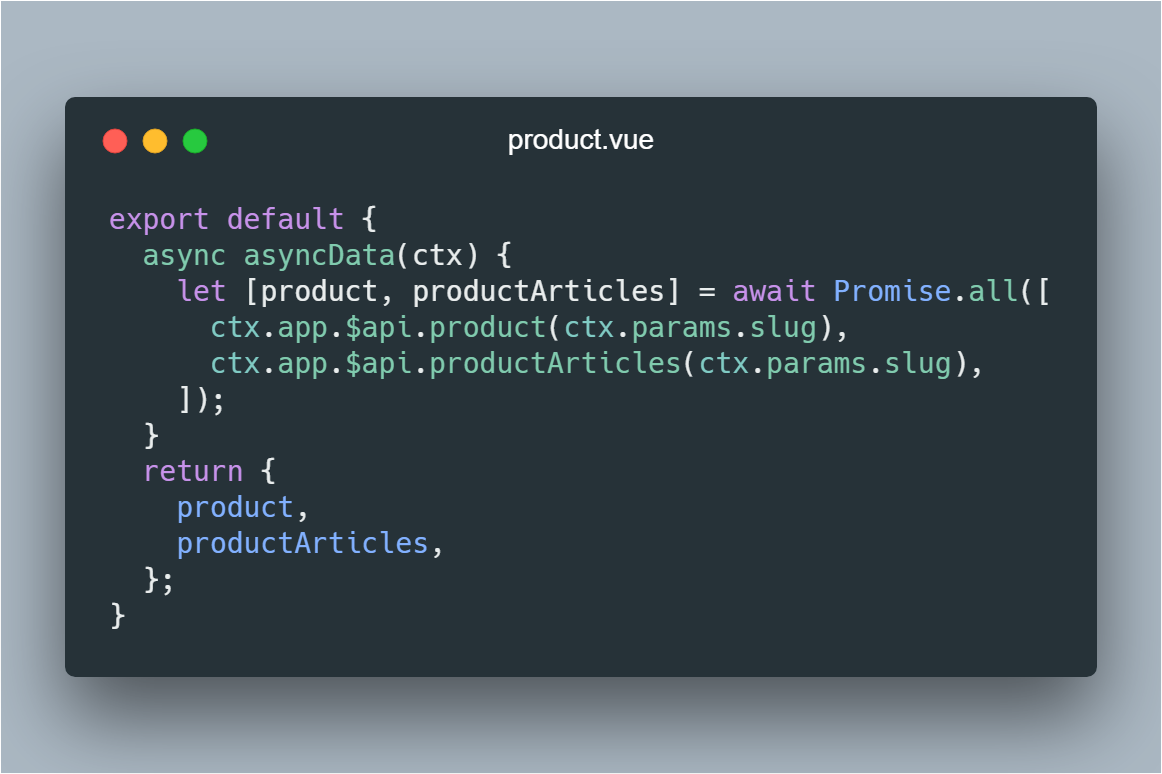 product.vue
export default {
  async asyncData(ctx) {
    let [product, productArticles] = await Promise.all([
      ctx.app.$api.product(ctx.params.slug),
      ctx.app.$api.productArticles(ctx.params.slug),
    ]);
  }
  return {
    product,
    productArticles,
  };
}